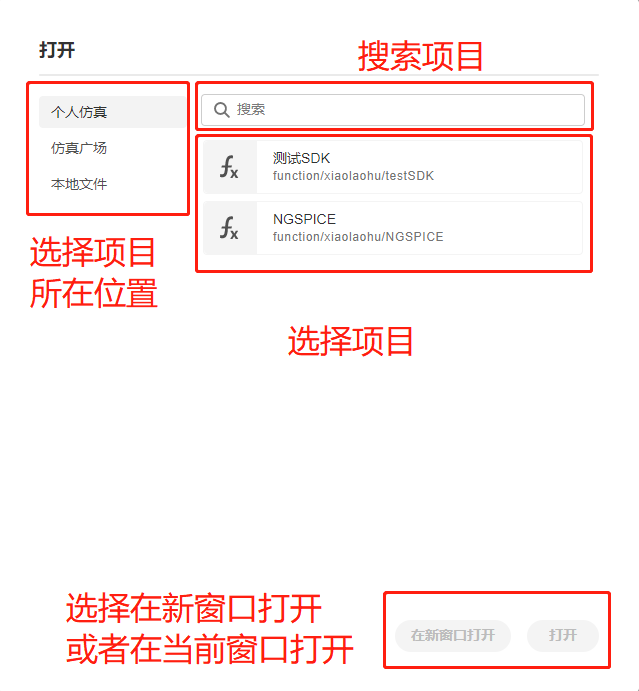 打开
搜索项目
个人仿真
仿真广场
本地文件
搜索
测试SDK
function/xiaolaohu/testSDK
NGSPICE
function/xiaolaohu/NGSPICE
选择项目
所在位置
选择项目
选择在新窗口打开
或者在当前窗口打开
在新窗口打开
打开